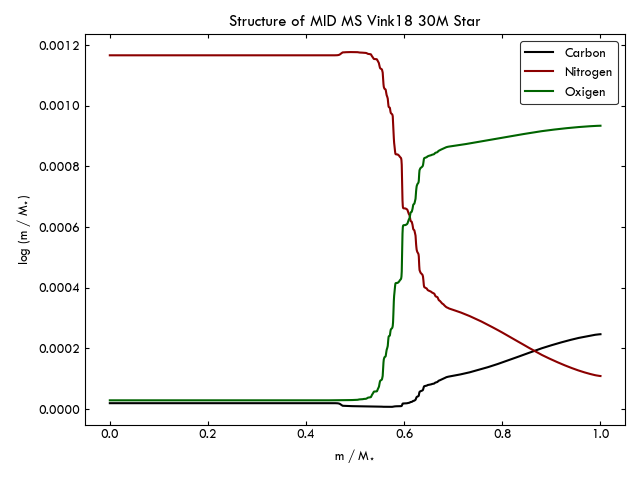 Structure of MID MS Vink18 30M Star
Carbon
Nitrogen
Oxigen
log (m / M⋆)
0.0012
0.0010
0.0008
0.0006
0.0004
0.0002
0.0000
0.0 0.2 0.4 0.6 0.8 1.0
m / M⋆